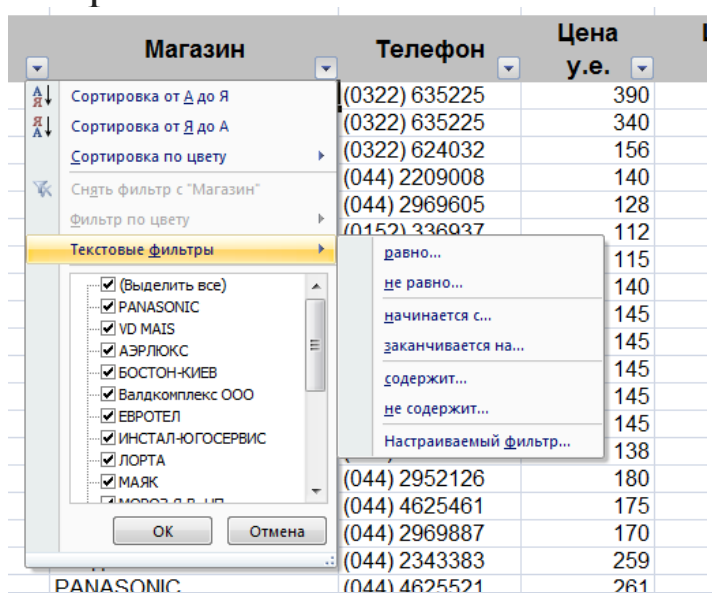 Магазин
Телефон
Цена
у.е.
Сортировка от А до Я
Сортировка от Я до А
Сортировка по цвету
Снять фильтр с "Магазин"
Фильтр по цвету
Текстовые фильтры
(Выделить все)
PANASONIC
VD MAIS
АЭРЛЮКС
БОСТОН-КИЕВ
Валдкомплекс ООО
ЕВРОТЕЛ
ИНСТАЛ-ЮГОСЕРВИС
ЛОРТА
МАЯК
ОК
Отмена
равно...
не равно...
начинается с...
заканчивается на...
содержит...
не содержит...
Настраиваемый фильтр...
(0322) 635225 390
(0322) 635225 340
(0322) 624032 156
(044) 2209008 140
(044) 2969605 128
(0152) 336937 112
115
140
145
145
145
145
145
138
(044) 2952126 180
(044) 4625461 175
(044) 2969887 170
(044) 2343383 259
PANASONIC (044) 4625521 261